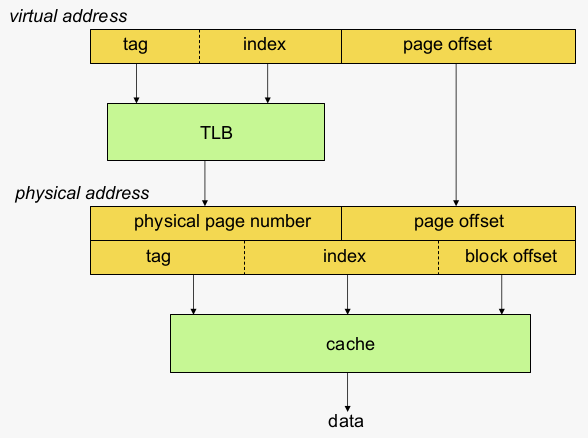 virtual address
tag index page offset
TLB
physical address
physical page number page offset
tag index block offset
cache
data